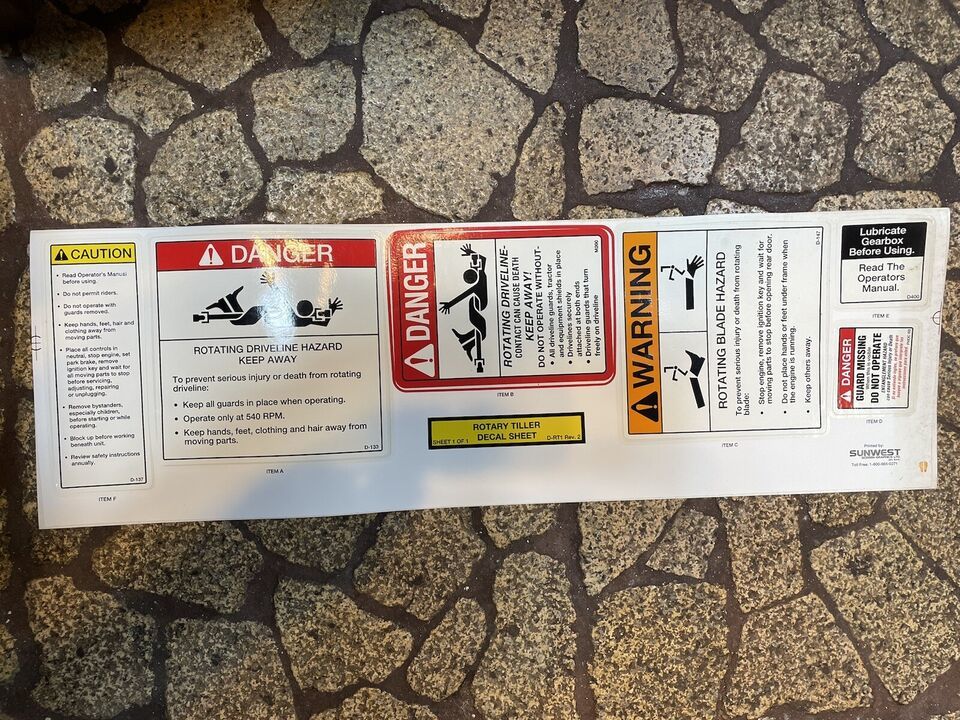 CAUTION
• Read Operator's Manual
before using.
• Do not permit riders.
• Do not operate with
guards removed.
• Keep hands, feet, hair and
clothing away from
moving parts.
• Place all controls in
neutral, stop engine, set
park brake, remove
ignition key and wait for
all moving parts to stop
before servicing,
adjusting, repairing
or unplugging.
• Remove bystanders,
especially children,
before starting or while
operating.
• Block up before working
beneath unit.
• Review safety instructions
annually.
D-137
ITEM F
DANGER
ROTATING DRIVELINE HAZARD
KEEP AWAY
To prevent serious injury or death from rotating
driveline:
• Keep all guards in place when operating.
• Operate only at 540 RPM.
• Keep hands, feet, clothing and hair away from
moving parts.
D-133
ITEM A
DANGER
ROTATING DRIVELINE-
CONTACT CAN CAUSE DEATH
KEEP AWAY!
DO NOT OPERATE WITHOUT-
• All driveline guards, tractor
and equipment shields in place
• Drivelines securely
attached at both ends
• Driveline guards that turn
freely on driveline
M090
ITEM B
ROTARY TILLER
DECAL SHEET
SHEET 1 OF 1
D-RT1 Rev. 2
WARNING
ROTATING BLADE HAZARD
To prevent serious injury or death from rotating
blade:
• Stop engine, remove ignition key and wait for
moving parts to stop before opening rear door.
• Do not place hands or feet under frame when
the engine is running.
• Keep others away.
D-147
ITEM C
Lubricate
Gearbox
Before Using.
Read The
Operators
Manual.
D400
ITEM E
DANGER
GUARD MISSING
DO NOT OPERATE
ITEM D
Printed by:
SUNWEST
Toll Free: